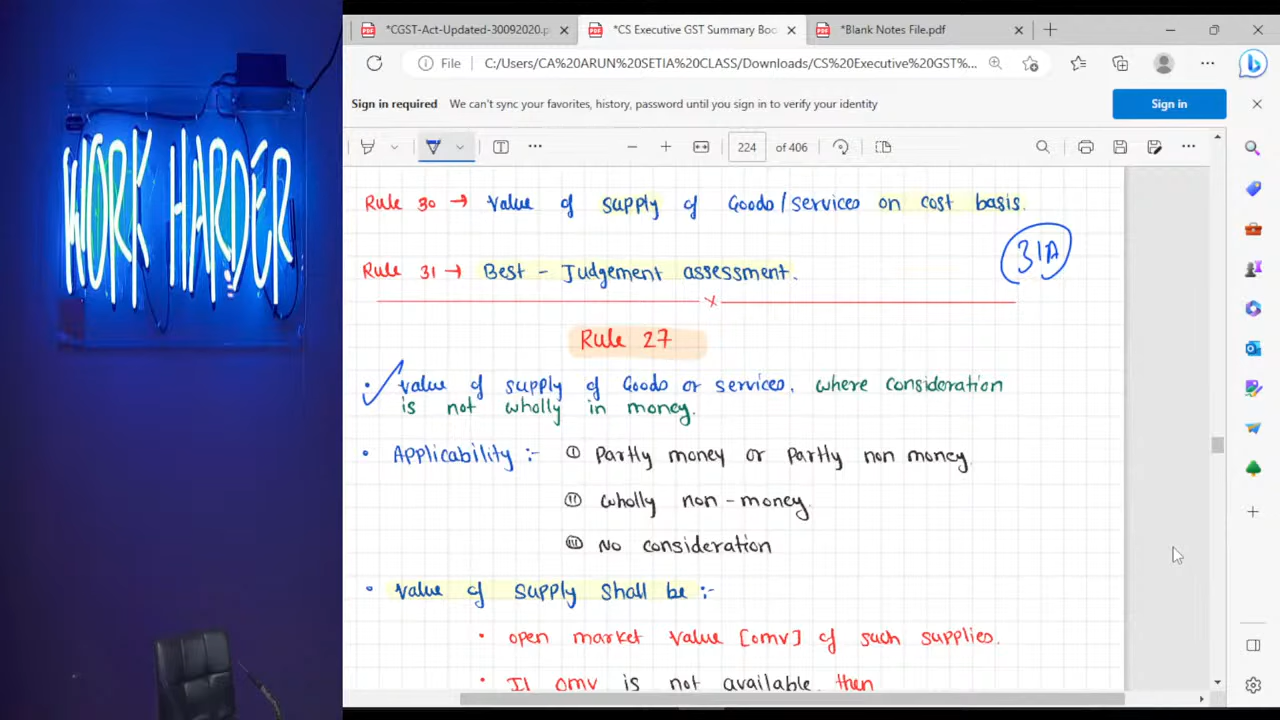 WORK HARDER
*CGST-Act-Updated-30092020.p
*CS Executive GST Summary Boo
*Blank Notes File.pdf
File C:/Users/CA%20ARUN%20SETIA%20CLASS/Downloads/CS%20Executive%20GST%...
Sign in required We can't sync your favorites, history, password until you sign in to verify your identity
Sign in
224 of 406
Rule 30 → Value of supply of Goods/services on cost basis.
31A
Rule 31 → Best - Judgement assessment.
Rule 27
• Value of supply of Goods or services, where consideration
is not wholly in money.
• Applicability :- (i) Partly money or partly non money
(ii) wholly non-money
(iii) No consideration
• Value of supply shall be :-
• open market value [omv] of such supplies.
• If omv is not available then